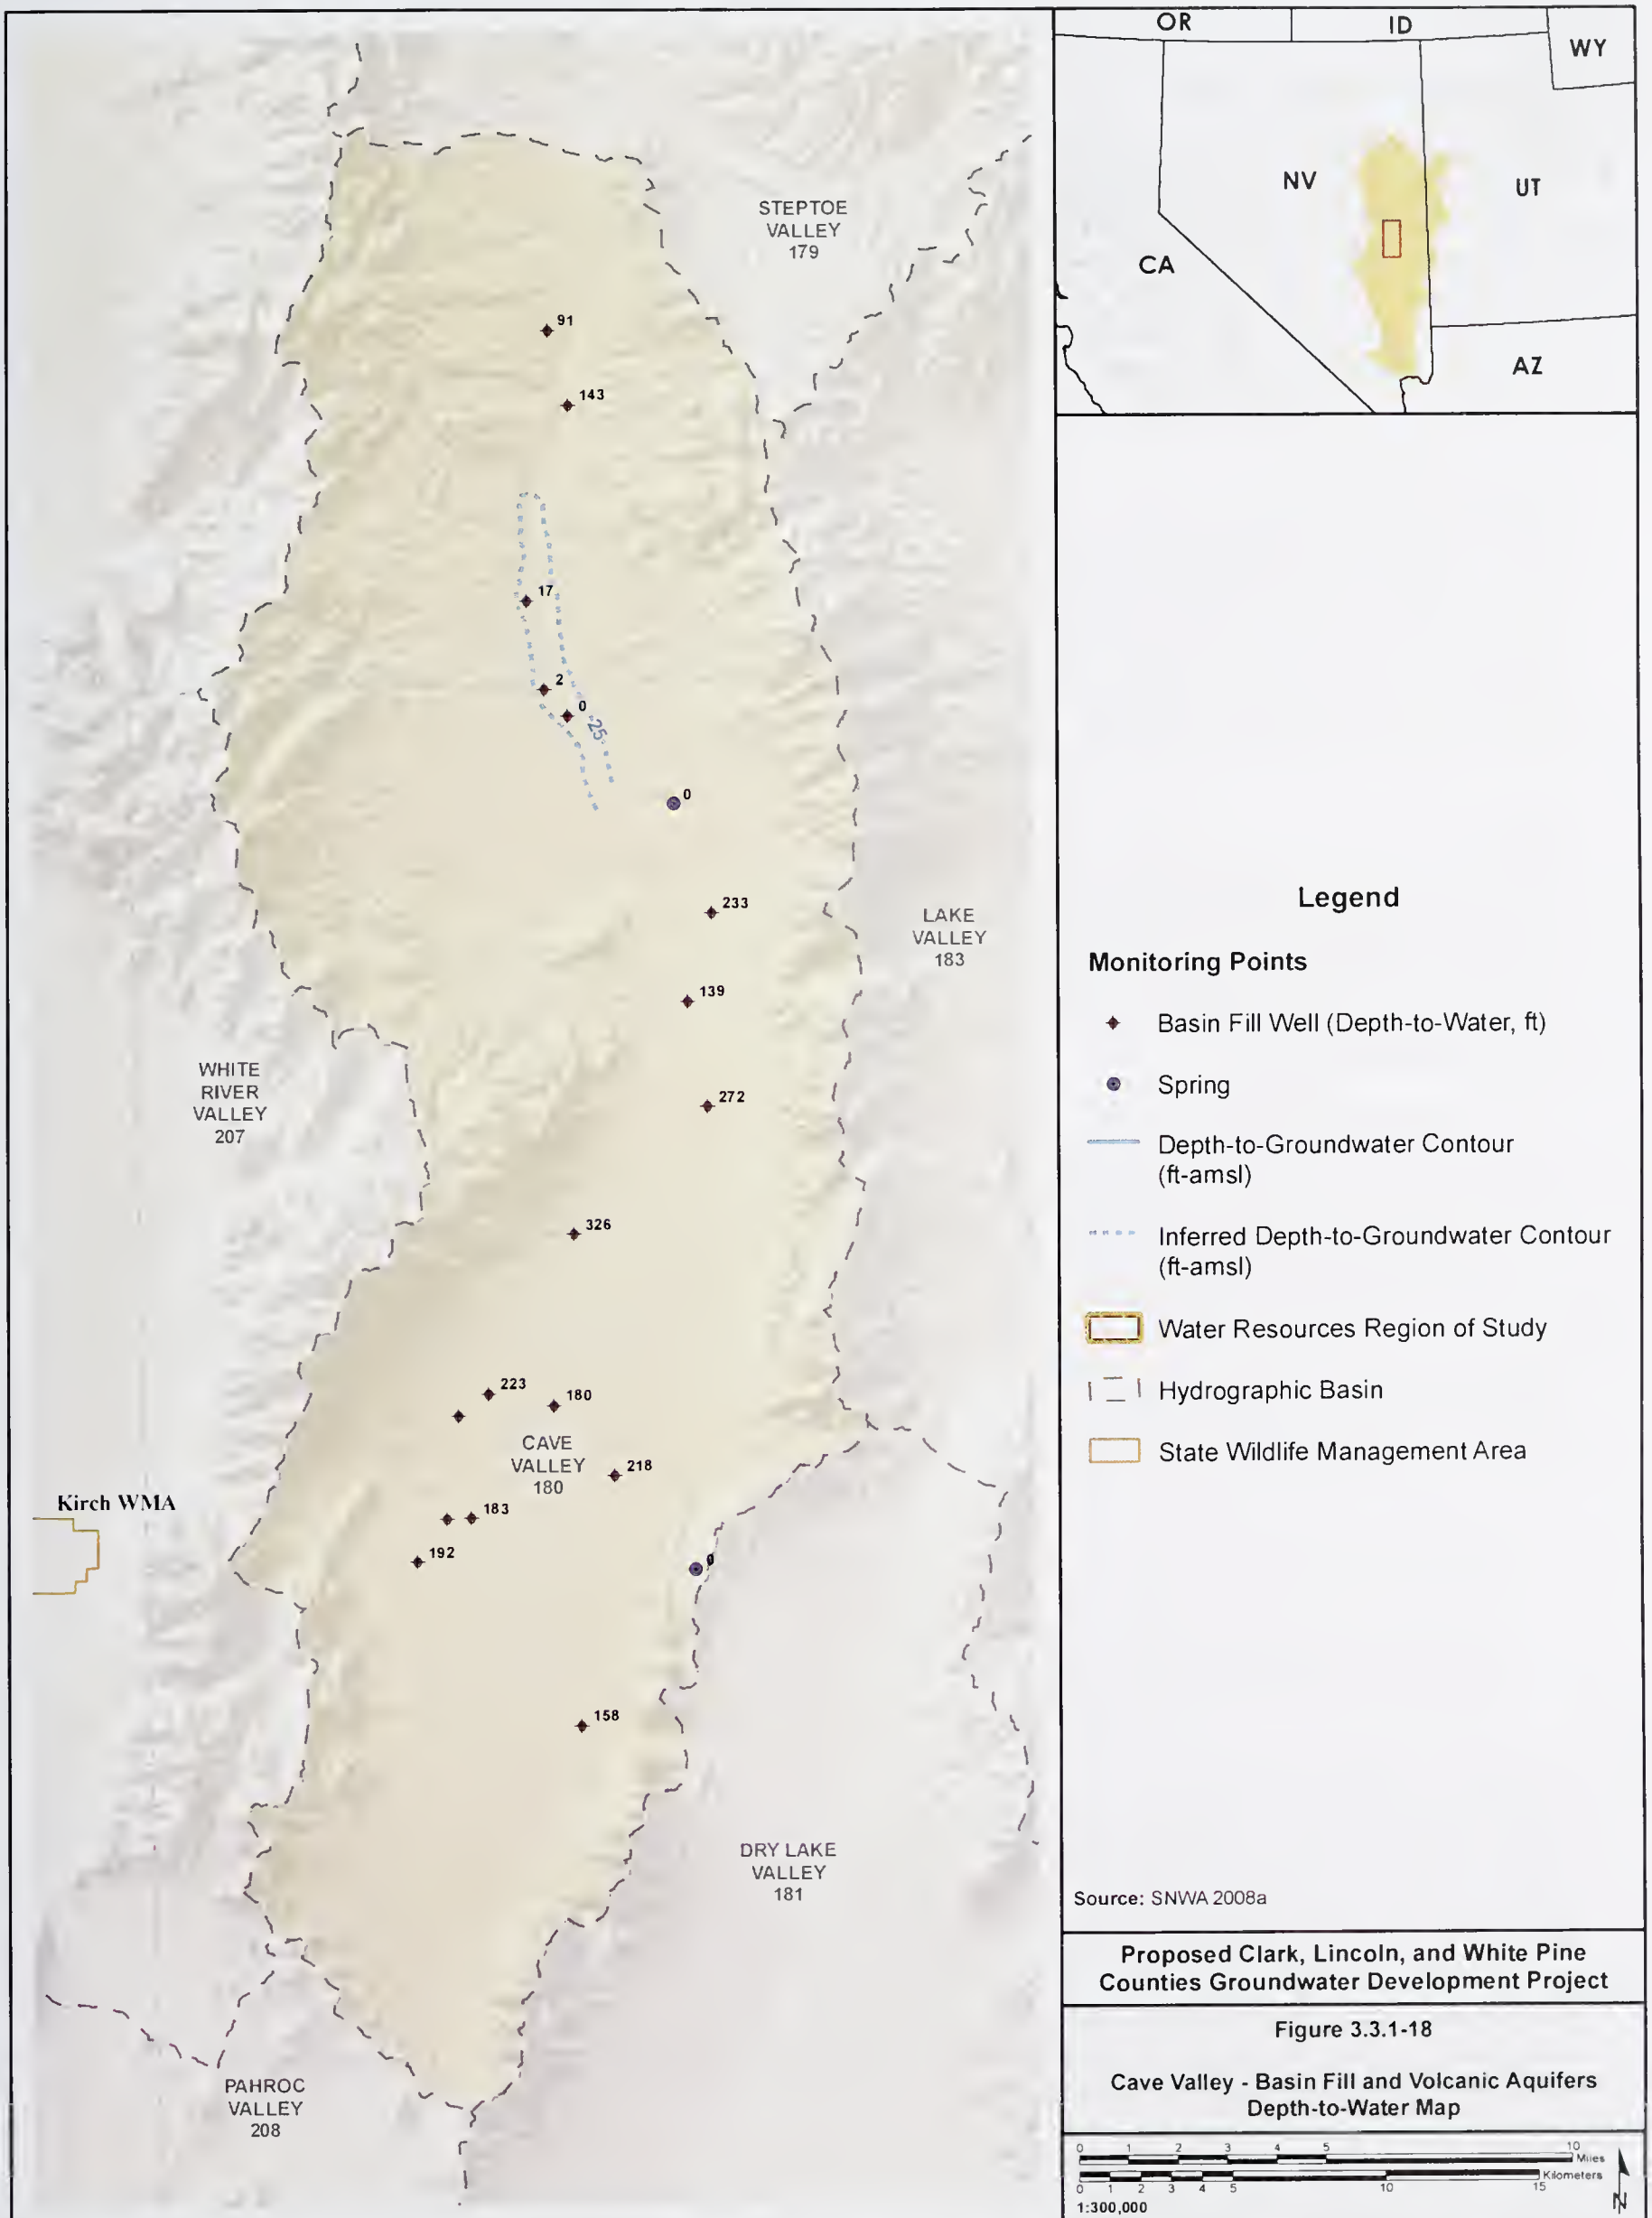 OR
ID
WY
NV
UT
CA
AZ
STEPTOE
VALLEY
179
91
143
17
2
0
25
0
233
LAKE
VALLEY
183
139
WHITE
RIVER
VALLEY
207
272
326
223
180
CAVE
VALLEY
180
218
Kirch WMA
183
192
0
158
DRY LAKE
VALLEY
181
PAHROC
VALLEY
208
Legend
Monitoring Points
Basin Fill Well (Depth-to-Water, ft)
Spring
Depth-to-Groundwater Contour
(ft-amsl)
Inferred Depth-to-Groundwater Contour
(ft-amsl)
Water Resources Region of Study
Hydrographic Basin
State Wildlife Management Area
Source: SNWA 2008a
Proposed Clark, Lincoln, and White Pine
Counties Groundwater Development Project
Figure 3.3.1-18
Cave Valley - Basin Fill and Volcanic Aquifers
Depth-to-Water Map
0 1 2 3 4 5 10
Miles
Kilometers
0 1 2 3 4 5 10 15
1:300,000
N